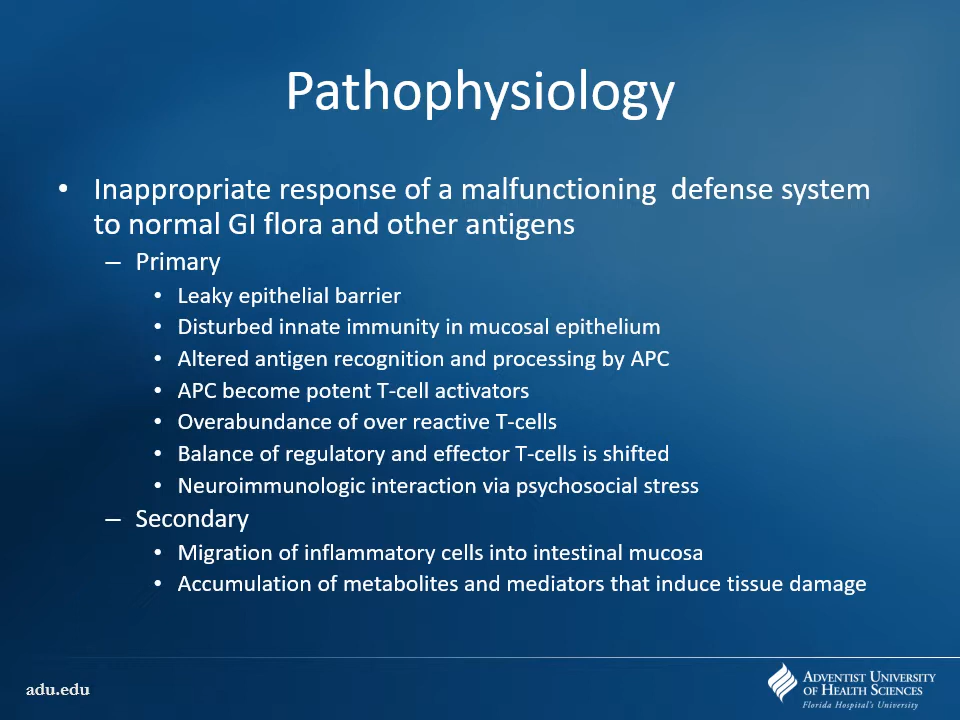 Pathophysiology
• Inappropriate response of a malfunctioning  defense system
to normal GI flora and other antigens
– Primary
• Leaky epithelial barrier
• Disturbed innate immunity in mucosal epithelium
• Altered antigen recognition and processing by APC
• APC become potent T-cell activators
• Overabundance of over reactive T-cells
• Balance of regulatory and effector T-cells is shifted
• Neuroimmunologic interaction via psychosocial stress
– Secondary
• Migration of inflammatory cells into intestinal mucosa
• Accumulation of metabolites and mediators that induce tissue damage
adu.edu
ADVENTIST UNIVERSITY
OF HEALTH SCIENCES
Florida Hospital's University